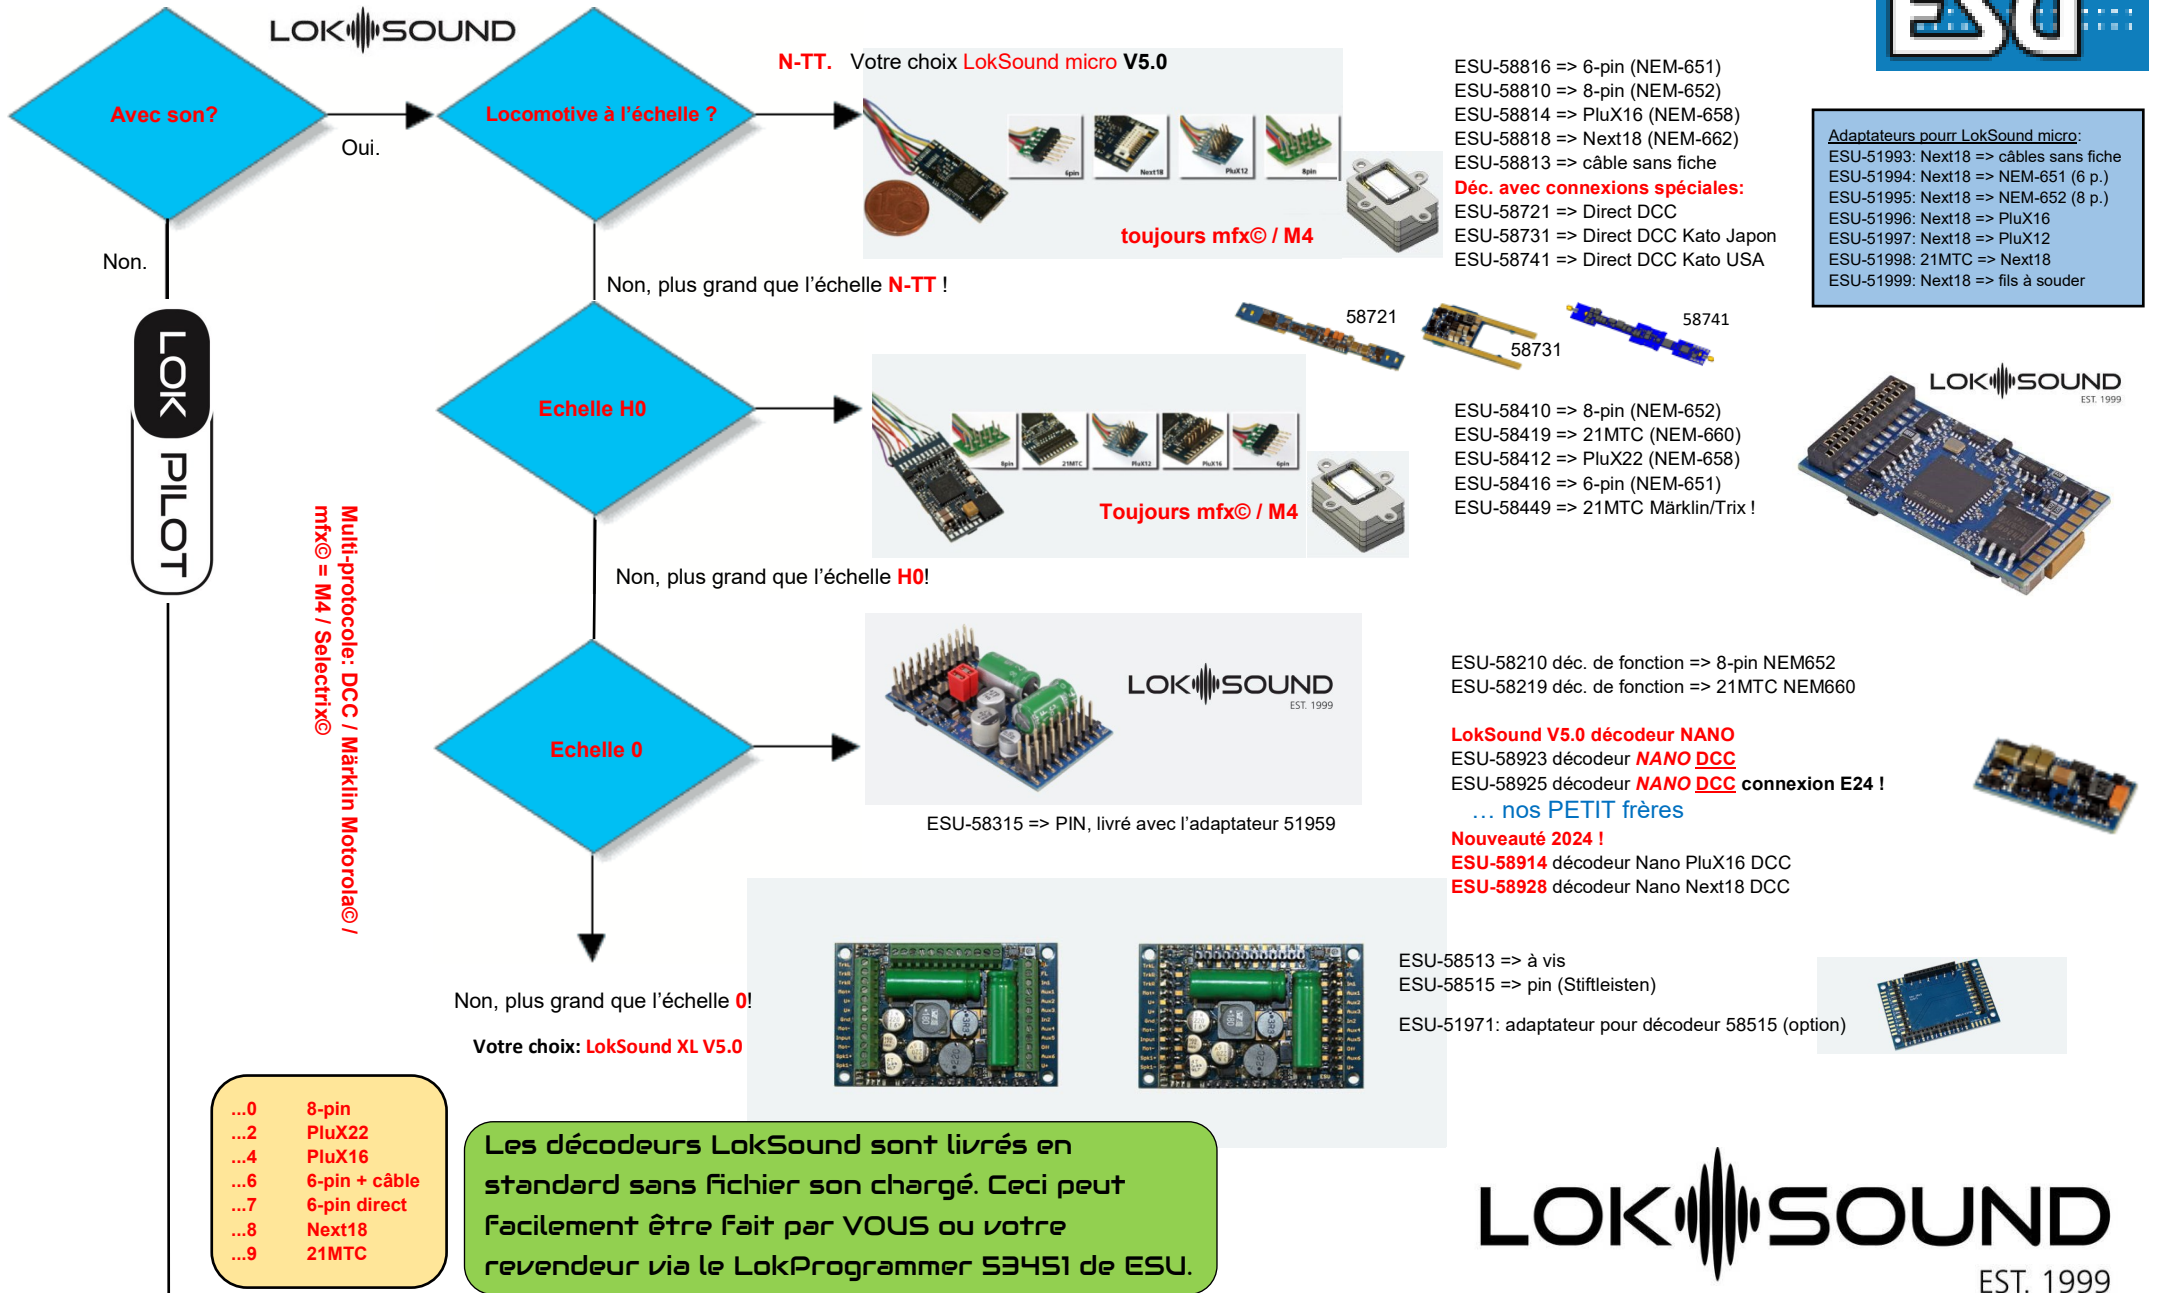 LOKSOUND
ESU
Avec son?
Oui.
Non.
Locomotive à l'échelle ?
N-TT. Votre choix LokSound micro V5.0
6pin
Next18
PluX12
8pin
toujours mfx© / M4
ESU-58816 => 6-pin (NEM-651)
ESU-58810 => 8-pin (NEM-652)
ESU-58814 => PluX16 (NEM-658)
ESU-58818 => Next18 (NEM-662)
ESU-58813 => câble sans fiche
Déc. avec connexions spéciales:
ESU-58721 => Direct DCC
ESU-58731 => Direct DCC Kato Japon
ESU-58741 => Direct DCC Kato USA
Adaptateurs pour LokSound micro:
ESU-51993: Next18 => câbles sans fiche
ESU-51994: Next18 => NEM-651 (6 p.)
ESU-51995: Next18 => NEM-652 (8 p.)
ESU-51996: Next18 => PluX16
ESU-51997: Next18 => PluX12
ESU-51998: 21MTC => Next18
ESU-51999: Next18 => fils à souder
Non, plus grand que l'échelle N-TT !
58721
58731
58741
LOK PILOT
Multi-protocole: DCC / Märklin Motorola© /
mfx© = M4 / Selectrix©
Echelle H0
8pin
21MTC
PluX12
PluX16
6pin
Toujours mfx© / M4
ESU-58410 => 8-pin (NEM-652)
ESU-58419 => 21MTC (NEM-660)
ESU-58412 => PluX22 (NEM-658)
ESU-58416 => 6-pin (NEM-651)
ESU-58449 => 21MTC Märklin/Trix !
LOKSOUND
EST. 1999
Non, plus grand que l'échelle H0!
Echelle 0
LOKSOUND
EST. 1999
ESU-58315 => PIN, livré avec l'adaptateur 51959
ESU-58210 déc. de fonction => 8-pin NEM652
ESU-58219 déc. de fonction => 21MTC NEM660
LokSound V5.0 décodeur NANO
ESU-58923 décodeur NANO DCC
ESU-58925 décodeur NANO DCC connexion E24 !
… nos PETIT frères
Nouveauté 2024 !
ESU-58914 décodeur Nano PluX16 DCC
ESU-58928 décodeur Nano Next18 DCC
Non, plus grand que l'échelle 0!
Votre choix: LokSound XL V5.0
ESU-58513 => à vis
ESU-58515 => pin (Stiftleisten)
ESU-51971: adaptateur pour décodeur 58515 (option)
...0 8-pin
...2 PluX22
...4 PluX16
...6 6-pin + câble
...7 6-pin direct
...8 Next18
...9 21MTC
Les décodeurs LokSound sont livrés en
standard sans fichier son chargé. Ceci peut
facilement être fait par VOUS ou votre
revendeur via le LokProgrammer 53451 de ESU.
LOKSOUND
EST. 1999